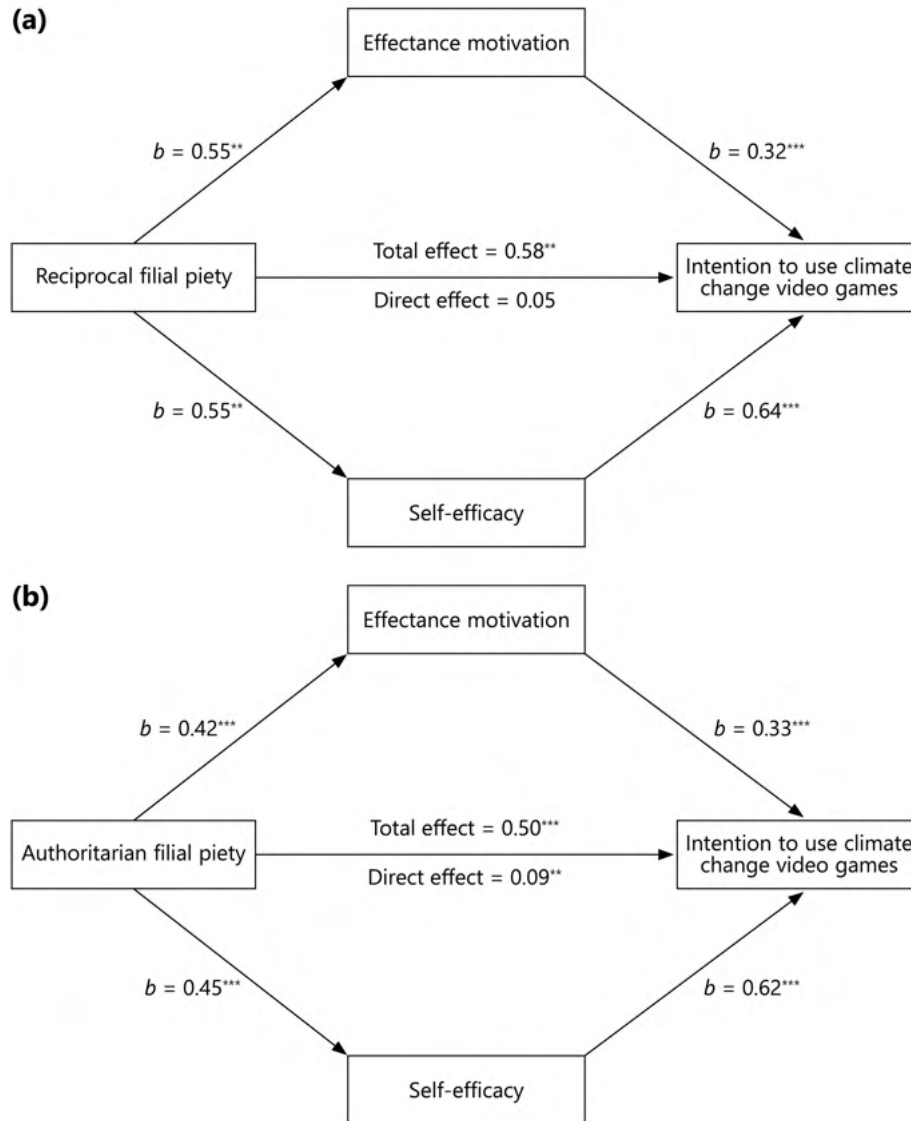 (a)
Effectance motivation
b = 0.55**
b = 0.32***
Reciprocal filial piety
Total effect = 0.58**
Direct effect = 0.05
Intention to use climate
change video games
b = 0.55**
b = 0.64***
Self-efficacy
(b)
Effectance motivation
b = 0.42***
b = 0.33***
Authoritarian filial piety
Total effect = 0.50***
Direct effect = 0.09**
Intention to use climate
change video games
b = 0.45***
b = 0.62***
Self-efficacy